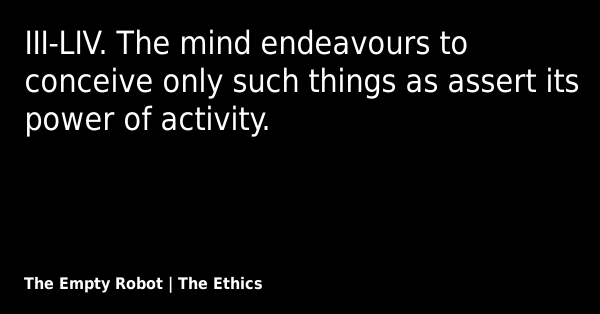 III-LIV. The mind endeavours to
conceive only such things as assert its
power of activity.
The Empty Robot | The Ethics